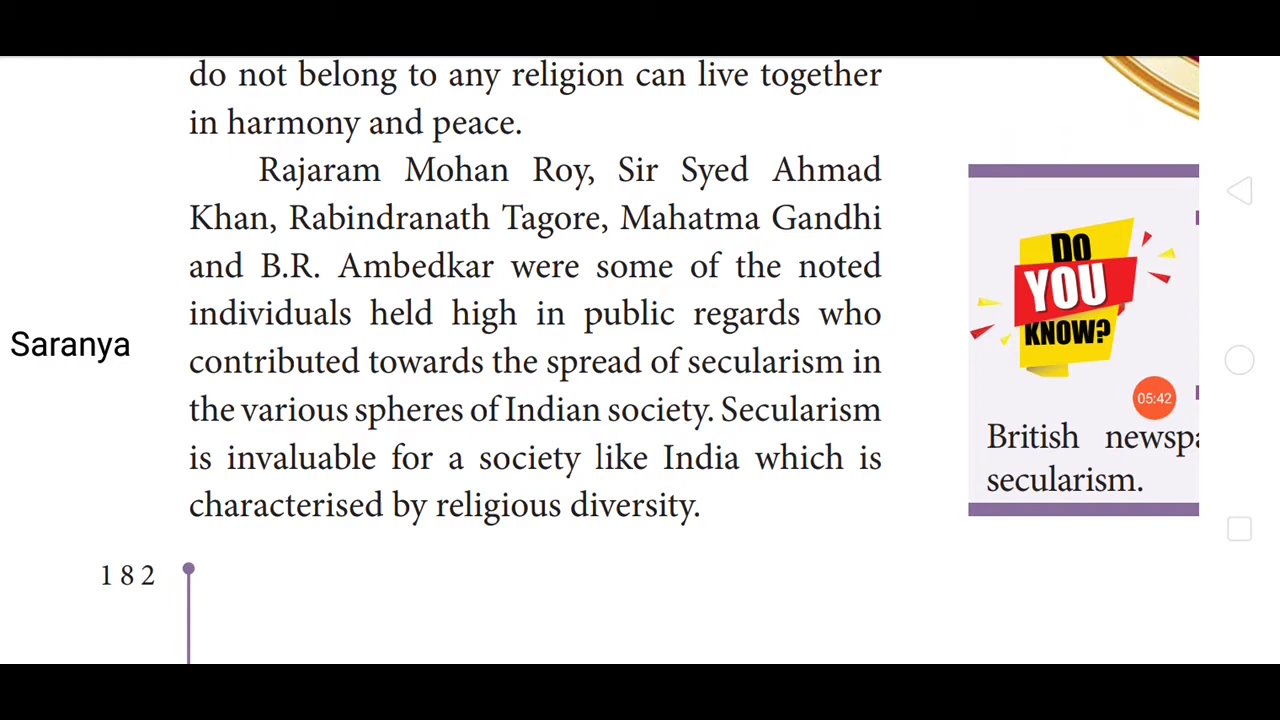 do not belong to any religion can live together
in harmony and peace.
Rajaram Mohan Roy, Sir Syed Ahmad
Khan, Rabindranath Tagore, Mahatma Gandhi
and B.R. Ambedkar were some of the noted
individuals held high in public regards who
contributed towards the spread of secularism in
the various spheres of Indian society. Secularism
is invaluable for a society like India which is
characterised by religious diversity.
182
Saranya
DO
YOU
KNOW?
05:42
British newspa
secularism.